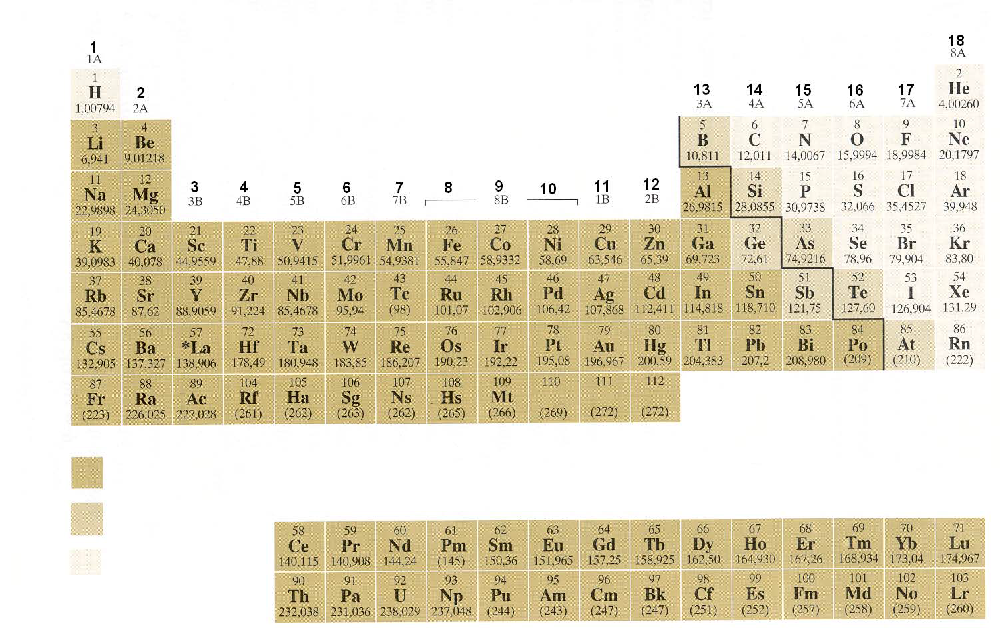 1 18
1A 8A
1 2
H 2 13 14 15 16 17 He
1,00794 2A 3A 4A 5A 6A 7A 4,00260
3 4 5 6 7 8 9 10
Li Be B C N O F Ne
6,941 9,01218 10,811 12,011 14,0067 15,9994 18,9984 20,1797
11 12 3 4 5 6 7 8 9 10 11 12 13 14 15 16 17 18
Na Mg 3B 4B 5B 6B 7B 8B 1B 2B Al Si P S Cl Ar
22,9898 24,3050 26,9815 28,0855 30,9738 32,066 35,4527 39,948
19 20 21 22 23 24 25 26 27 28 29 30 31 32 33 34 35 36
K Ca Sc Ti V Cr Mn Fe Co Ni Cu Zn Ga Ge As Se Br Kr
39,0983 40,078 44,9559 47,88 50,9415 51,9961 54,9381 55,847 58,9332 58,69 63,546 65,39 69,723 72,61 74,9216 78,96 79,904 83,80
37 38 39 40 41 42 43 44 45 46 47 48 49 50 51 52 53 54
Rb Sr Y Zr Nb Mo Tc Ru Rh Pd Ag Cd In Sn Sb Te I Xe
85,4678 87,62 88,9059 91,224 85,4678 95,94 (98) 101,07 102,906 106,42 107,868 112,411 114,818 118,710 121,75 127,60 126,904 131,29
55 56 57 72 73 74 75 76 77 78 79 80 81 82 83 84 85 86
Cs Ba *La Hf Ta W Re Os Ir Pt Au Hg Tl Pb Bi Po At Rn
132,905 137,327 138,906 178,49 180,948 183,85 186,207 190,23 192,22 195,08 196,967 200,59 204,383 207,2 208,980 (209) (210) (222)
87 88 89 104 105 106 107 108 109 110 111 112
Fr Ra Ac Rf Ha Sg Ns Hs Mt
(223) 226,025 227,028 (261) (262) (263) (262) (265) (266) (269) (272) (272)
58 59 60 61 62 63 64 65 66 67 68 69 70 71
Ce Pr Nd Pm Sm Eu Gd Tb Dy Ho Er Tm Yb Lu
140,115 140,908 144,24 (145) 150,36 151,965 157,25 158,925 162,50 164,930 167,26 168,934 173,04 174,967
90 91 92 93 94 95 96 97 98 99 100 101 102 103
Th Pa U Np Pu Am Cm Bk Cf Es Fm Md No Lr
232,038 231,036 238,029 237,048 (244) (243) (247) (247) (251) (252) (257) (258) (259) (260)